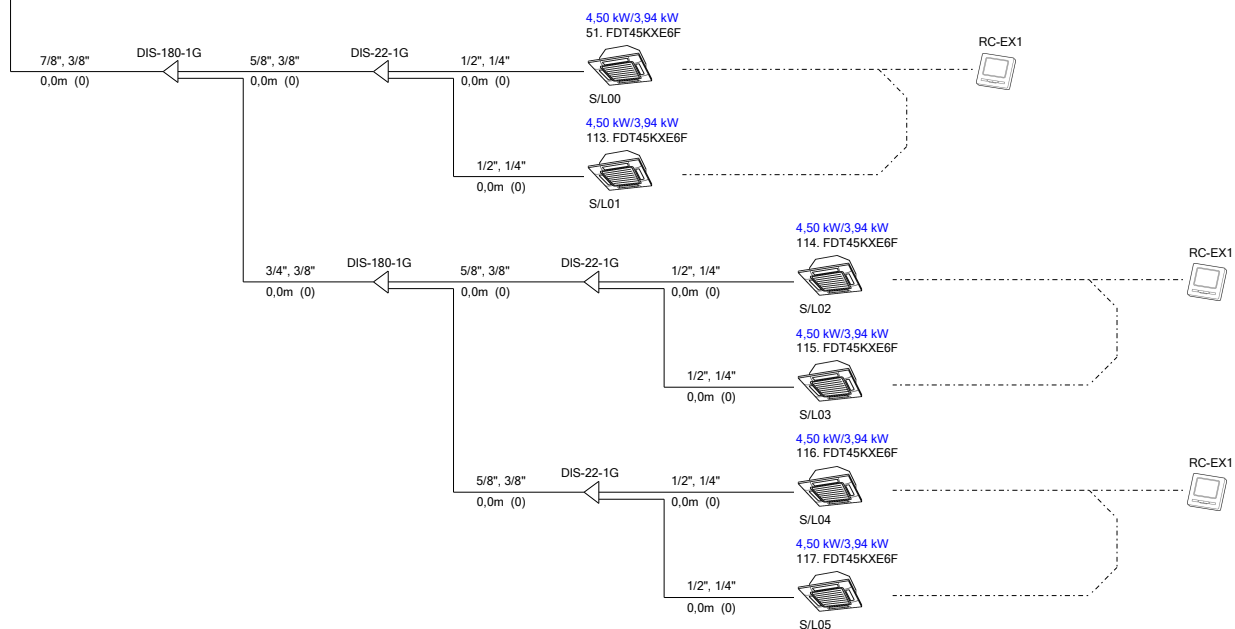 4,50 kW/3,94 kW
51. FDT45KXE6F
RC-EX1
7/8", 3/8"
DIS-180-1G
5/8", 3/8"
DIS-22-1G
1/2", 1/4"
0,0m (0)
0,0m (0)
0,0m (0)
S/L00
4,50 kW/3,94 kW
113. FDT45KXE6F
1/2", 1/4"
0,0m (0)
S/L01
4,50 kW/3,94 kW
114. FDT45KXE6F
RC-EX1
3/4", 3/8"
DIS-180-1G
5/8", 3/8"
DIS-22-1G
1/2", 1/4"
0,0m (0)
0,0m (0)
0,0m (0)
S/L02
4,50 kW/3,94 kW
115. FDT45KXE6F
1/2", 1/4"
0,0m (0)
S/L03
4,50 kW/3,94 kW
116. FDT45KXE6F
RC-EX1
5/8", 3/8"
DIS-22-1G
1/2", 1/4"
0,0m (0)
0,0m (0)
S/L04
4,50 kW/3,94 kW
117. FDT45KXE6F
1/2", 1/4"
0,0m (0)
S/L05